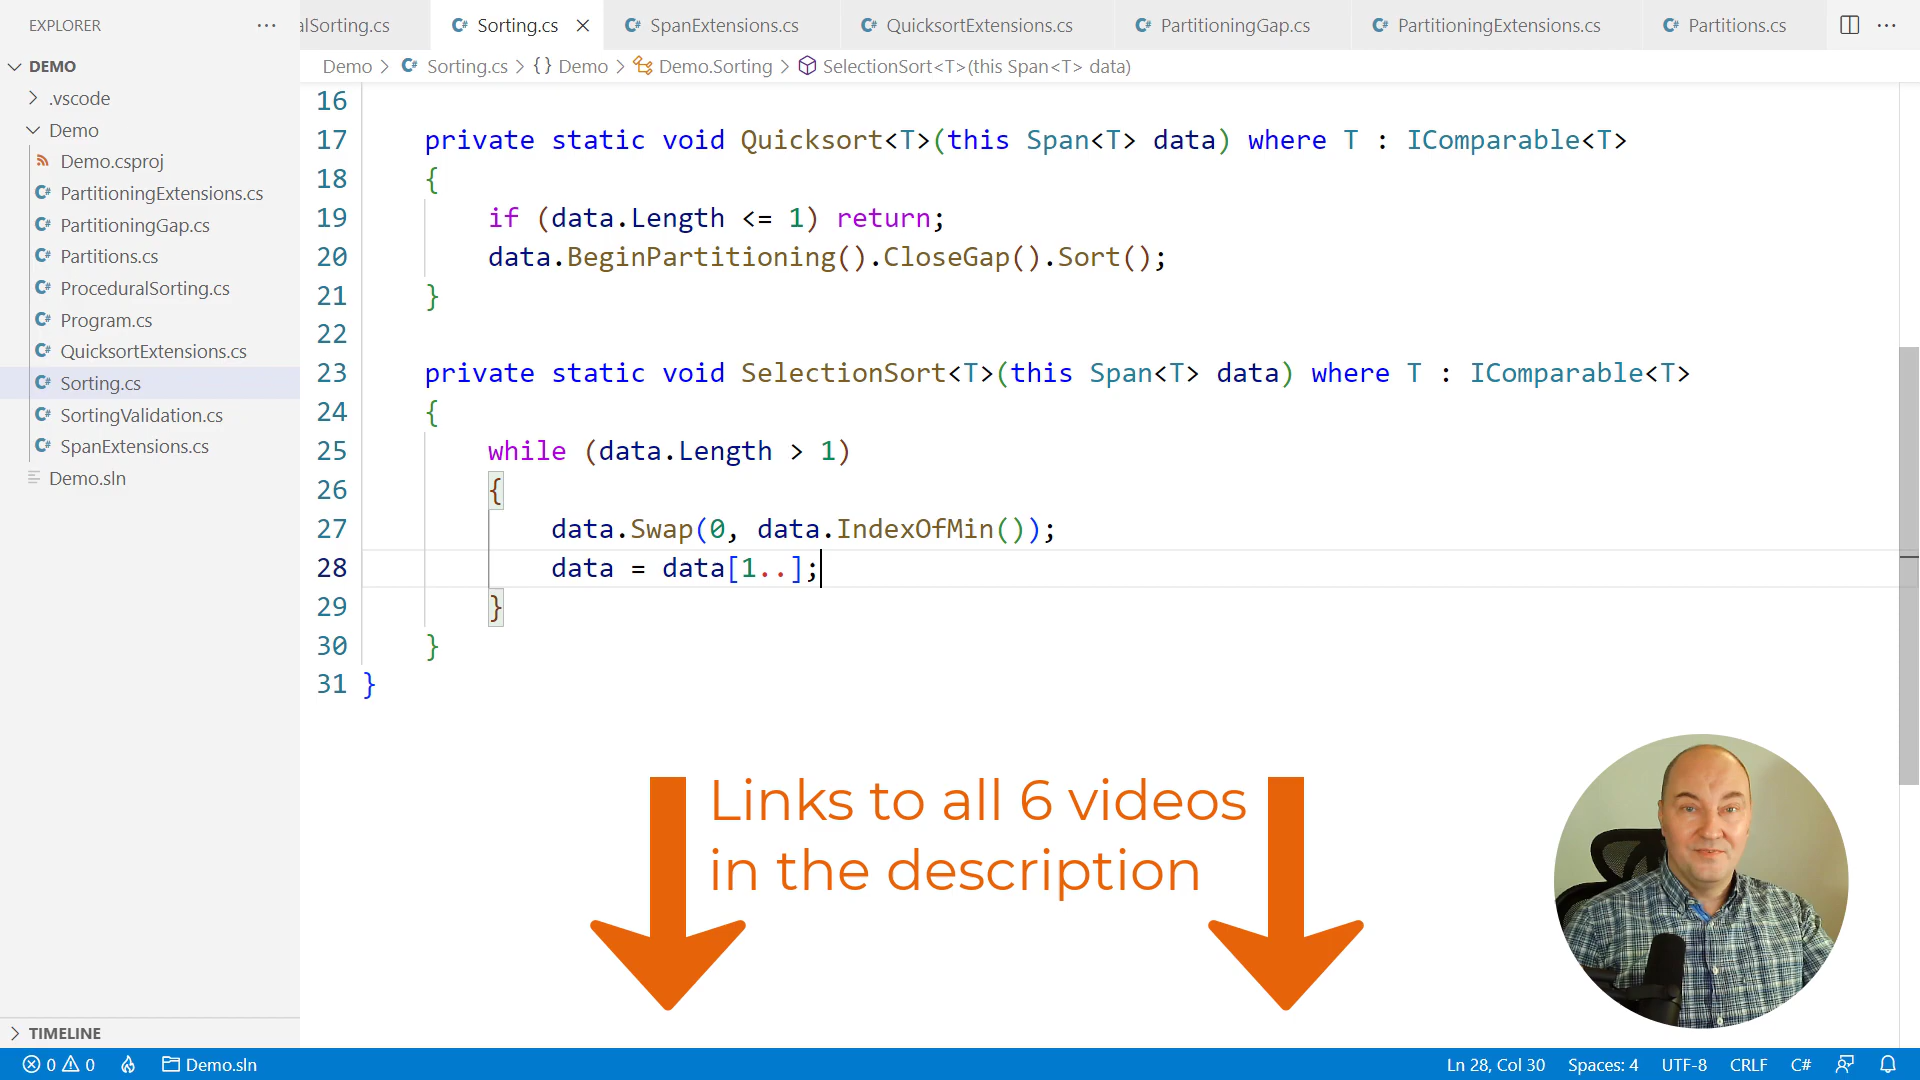 EXPLORER
alSorting.cs
Sorting.cs
SpanExtensions.cs
QuicksortExtensions.cs
PartitioningGap.cs
PartitioningExtensions.cs
Partitions.cs
DEMO
.vscode
Demo
Demo.csproj
PartitioningExtensions.cs
PartitioningGap.cs
Partitions.cs
ProceduralSorting.cs
Program.cs
QuicksortExtensions.cs
Sorting.cs
SortingValidation.cs
SpanExtensions.cs
Demo.sln
TIMELINE
Demo > C# Sorting.cs > {} Demo > Demo.Sorting > SelectionSort<T>(this Span<T> data)
16
17 private static void Quicksort<T>(this Span<T> data) where T : IComparable<T>
18 {
19 if (data.Length <= 1) return;
20 data.BeginPartitioning().CloseGap().Sort();
21 }
22
23 private static void SelectionSort<T>(this Span<T> data) where T : IComparable<T>
24 {
25 while (data.Length > 1)
26 {
27 data.Swap(0, data.IndexOfMin());
28 data = data[1..];
29 }
30 }
31 }
Links to all 6 videos
in the description
0 0 Demo.sln
Ln 28, Col 30 Spaces: 4 UTF-8 CRLF C#